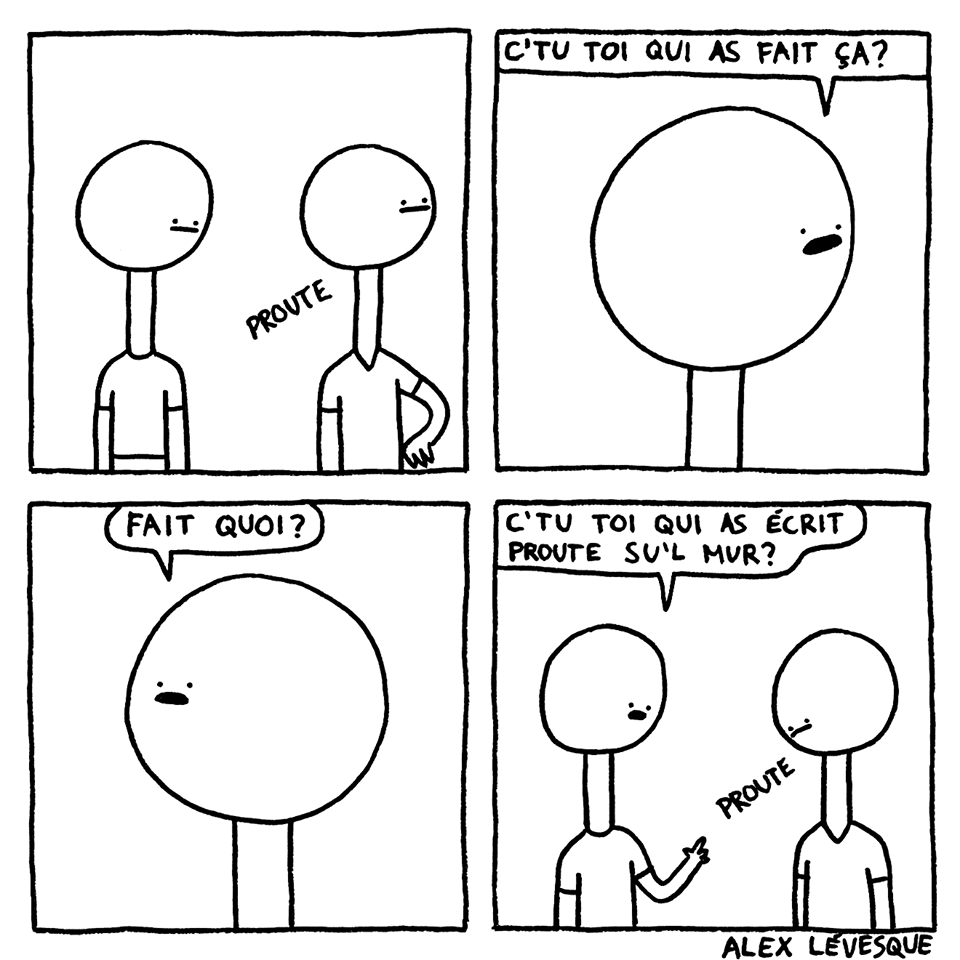 PROUTE
C'TU TOI QUI AS FAIT ÇA?
FAIT QUOI?
C'TU TOI QUI AS ÉCRIT
PROUTE SU'L MUR?
PROUTE
ALEX LÉVESQUE